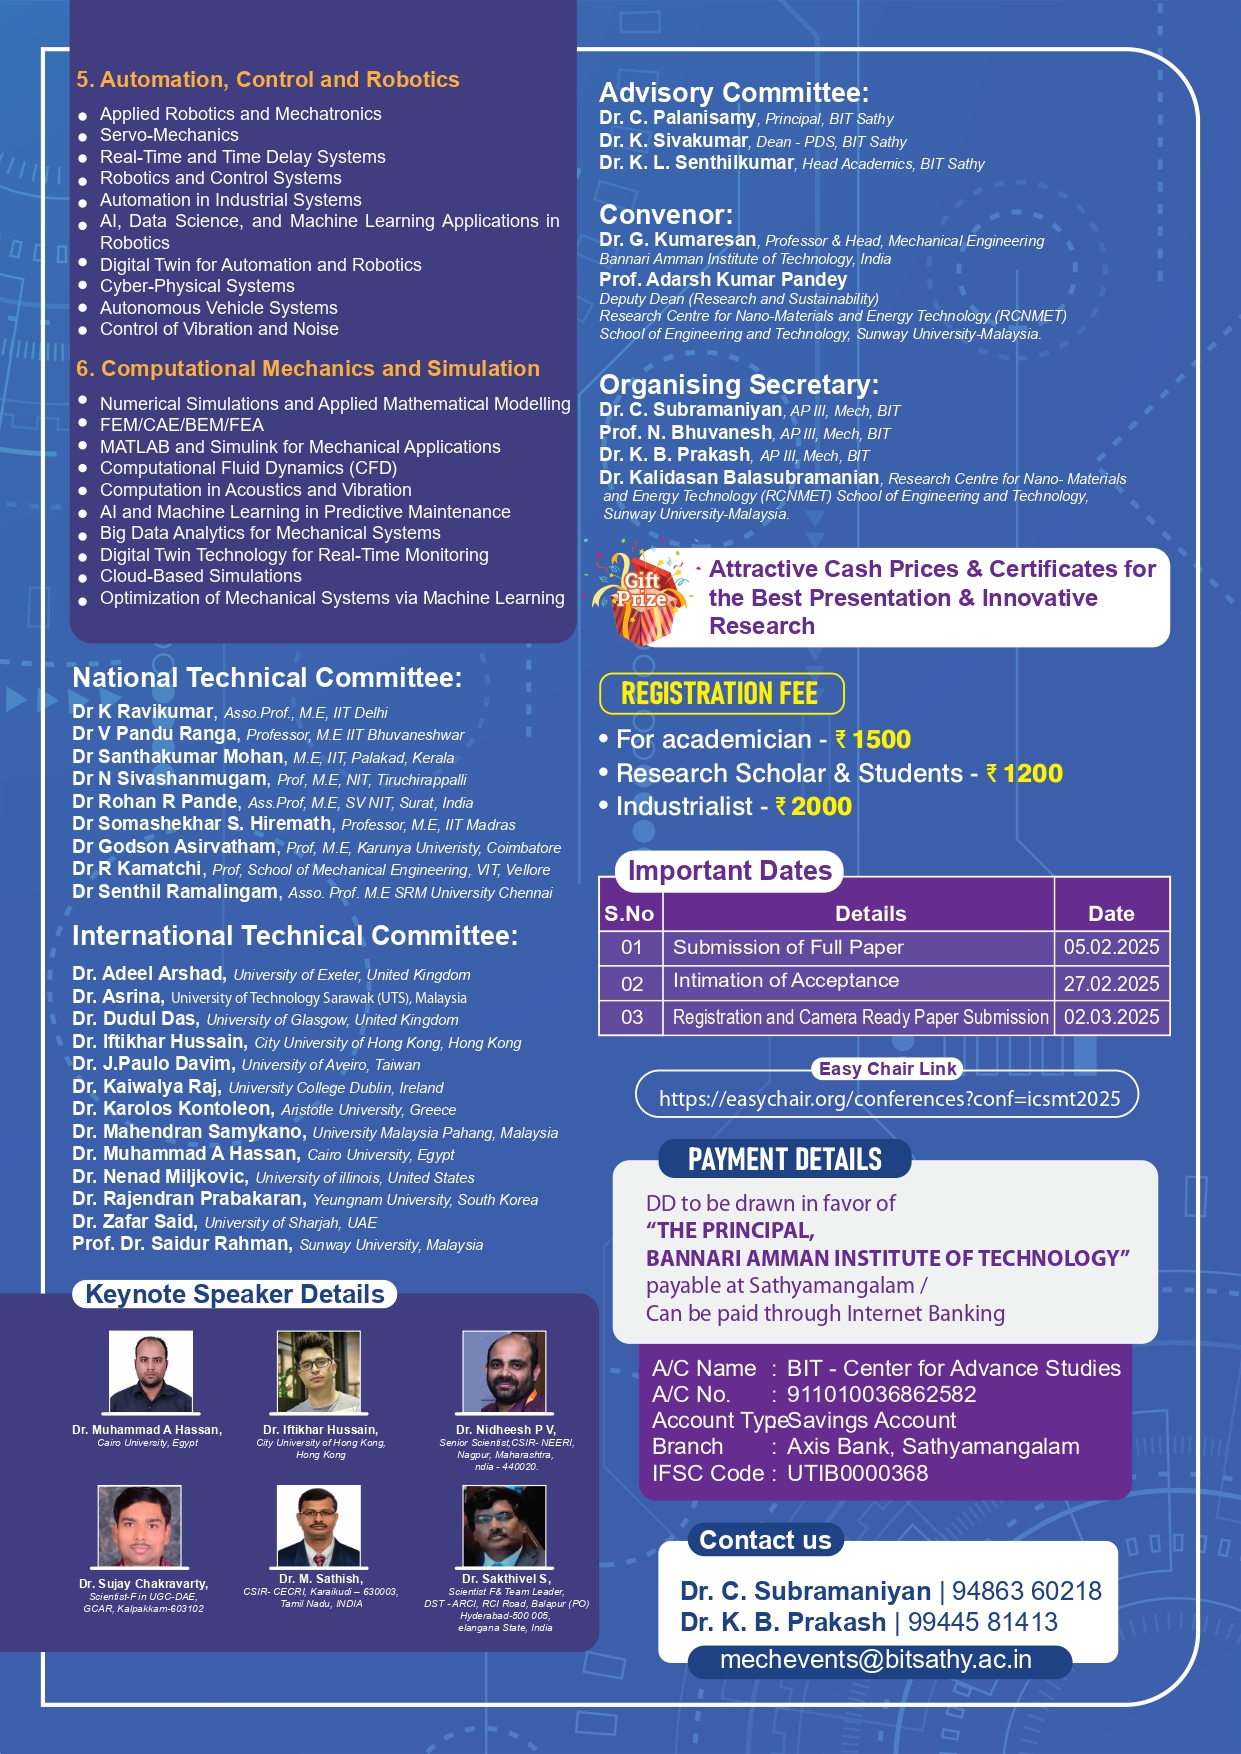 5. Automation, Control and Robotics
Applied Robotics and Mechatronics
Servo-Mechanics
Real-Time and Time Delay Systems
Robotics and Control Systems
Automation in Industrial Systems
AI, Data Science, and Machine Learning Applications in
Robotics
Digital Twin for Automation and Robotics
Cyber-Physical Systems
Autonomous Vehicle Systems
Control of Vibration and Noise
6. Computational Mechanics and Simulation
Numerical Simulations and Applied Mathematical Modelling
FEM/CAE/BEM/FEA
MATLAB and Simulink for Mechanical Applications
Computational Fluid Dynamics (CFD)
Computation in Acoustics and Vibration
AI and Machine Learning in Predictive Maintenance
Big Data Analytics for Mechanical Systems
Digital Twin Technology for Real-Time Monitoring
Cloud-Based Simulations
Optimization of Mechanical Systems via Machine Learning
National Technical Committee:
Dr K Ravikumar, Asso.Prof., M.E, IIT Delhi
Dr V Pandu Ranga, Professor, M.E IIT Bhuvaneshwar
Dr Santhakumar Mohan, M.E, IIT, Palakad, Kerala
Dr N Sivashanmugam, Prof, M.E, NIT, Tiruchirappalli
Dr Rohan R Pande, Ass.Prof, M.E, SV NIT, Surat, India
Dr Somashekhar S. Hiremath, Professor, M.E, IIT Madras
Dr Godson Asirvatham, Prof, M.E, Karunya Univeristy, Coimbatore
Dr R Kamatchi, Prof, School of Mechanical Engineering, VIT, Vellore
Dr Senthil Ramalingam, Asso. Prof. M.E SRM University Chennai
International Technical Committee:
Dr. Adeel Arshad, University of Exeter, United Kingdom
Dr. Asrina, University of Technology Sarawak (UTS), Malaysia
Dr. Dudul Das, University of Glasgow, United Kingdom
Dr. Iftikhar Hussain, City University of Hong Kong, Hong Kong
Dr. J.Paulo Davim, University of Aveiro, Taiwan
Dr. Kaiwalya Raj, University College Dublin, Ireland
Dr. Karolos Kontoleon, Aristotle University, Greece
Dr. Mahendran Samykano, University Malaysia Pahang, Malaysia
Dr. Muhammad A Hassan, Cairo University, Egypt
Dr. Nenad Miljkovic, University of illinois, United States
Dr. Rajendran Prabakaran, Yeungnam University, South Korea
Dr. Zafar Said, University of Sharjah, UAE
Prof. Dr. Saidur Rahman, Sunway University, Malaysia
Keynote Speaker Details
Dr. Muhammad A Hassan,
Cairo University, Egypt
Dr. Iftikhar Hussain,
City University of Hong Kong,
Hong Kong
Dr. Nidheesh P V,
Senior Scientist,CSIR- NEERI,
Nagpur, Maharashtra,
ndia - 440020.
Dr. Sujay Chakravarty,
Scientist-F in UGC-DAE,
GCAR, Kalpakkam-603102
Dr. M. Sathish,
CSIR- CECRI, Karaikudi – 630003,
Tamil Nadu, INDIA
Dr. Sakthivel S,
Scientist F& Team Leader,
DST - ARCI, RCI Road, Balapur (PO)
Hyderabad-500 005,
elangana State, India
Advisory Committee:
Dr. C. Palanisamy, Principal, BIT Sathy
Dr. K. Sivakumar, Dean - PDS, BIT Sathy
Dr. K. L. Senthilkumar, Head Academics, BIT Sathy
Convenor:
Dr. G. Kumaresan, Professor & Head, Mechanical Engineering
Bannari Amman Institute of Technology, India
Prof. Adarsh Kumar Pandey
Deputy Dean (Research and Sustainability)
Research Centre for Nano-Materials and Energy Technology (RCNMET)
School of Engineering and Technology, Sunway University-Malaysia.
Organising Secretary:
Dr. C. Subramaniyan, AP III, Mech, BIT
Prof. N. Bhuvanesh, AP III, Mech, BIT
Dr. K. B. Prakash, AP III, Mech, BIT
Dr. Kalidasan Balasubramanian, Research Centre for Nano- Materials
and Energy Technology (RCNMET) School of Engineering and Technology,
Sunway University-Malaysia.
Gift
Prize
Attractive Cash Prices & Certificates for
the Best Presentation & Innovative
Research
REGISTRATION FEE
• For academician - ₹ 1500
• Research Scholar & Students - ₹ 1200
• Industrialist - ₹ 2000
Important Dates
S.No Details Date
01 Submission of Full Paper 05.02.2025
02 Intimation of Acceptance 27.02.2025
03 Registration and Camera Ready Paper Submission 02.03.2025
Easy Chair Link
https://easychair.org/conferences?conf=icsmt2025
PAYMENT DETAILS
DD to be drawn in favor of
“THE PRINCIPAL,
BANNARI AMMAN INSTITUTE OF TECHNOLOGY”
payable at Sathyamangalam /
Can be paid through Internet Banking
A/C Name : BIT - Center for Advance Studies
A/C No. : 911010036862582
Account TypeSavings Account
Branch : Axis Bank, Sathyamangalam
IFSC Code : UTIB0000368
Contact us
Dr. C. Subramaniyan | 94863 60218
Dr. K. B. Prakash | 99445 81413
mechevents@bitsathy.ac.in